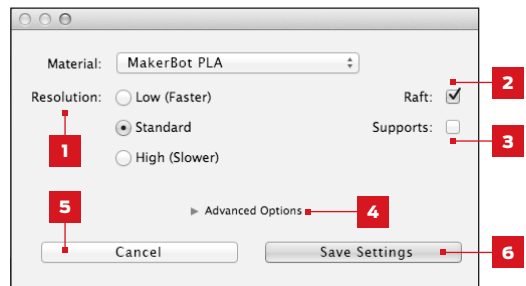 Material: MakerBot PLA
Resolution: Low (Faster) Raft:
Standard Supports:
High (Slower)
Advanced Options
Cancel Save Settings
1
2
3
4
5
6